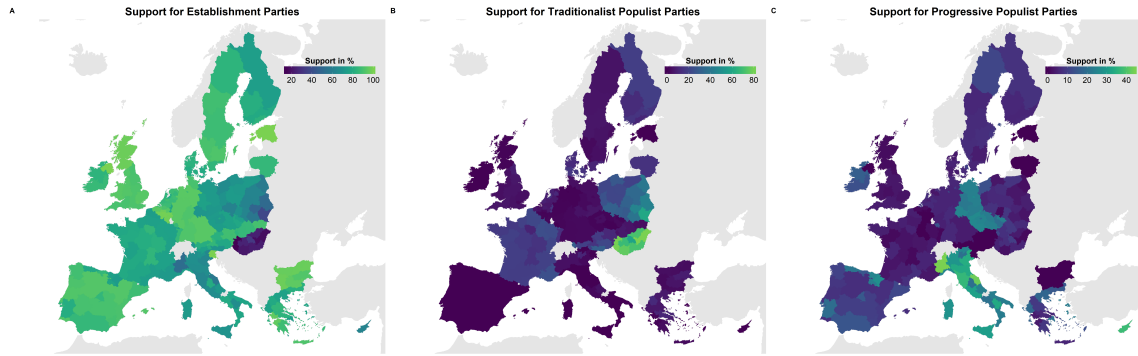 A
Support for Establishment Parties
Support in %
20 40 60 80 100
B
Support for Traditionalist Populist Parties
Support in %
0 20 40 60 80
C
Support for Progressive Populist Parties
Support in %
0 10 20 30 40